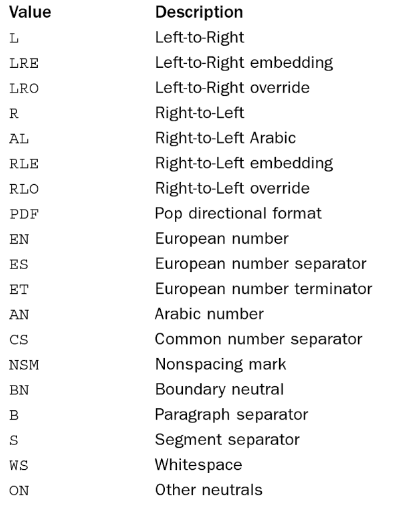 Value Description
L Left-to-Right
LRE Left-to-Right embedding
LRO Left-to-Right override
R Right-to-Left
AL Right-to-Left Arabic
RLE Right-to-Left embedding
RLO Right-to-Left override
PDF Pop directional format
EN European number
ES European number separator
ET European number terminator
AN Arabic number
CS Common number separator
NSM Nonspacing mark
BN Boundary neutral
B Paragraph separator
S Segment separator
WS Whitespace
ON Other neutrals